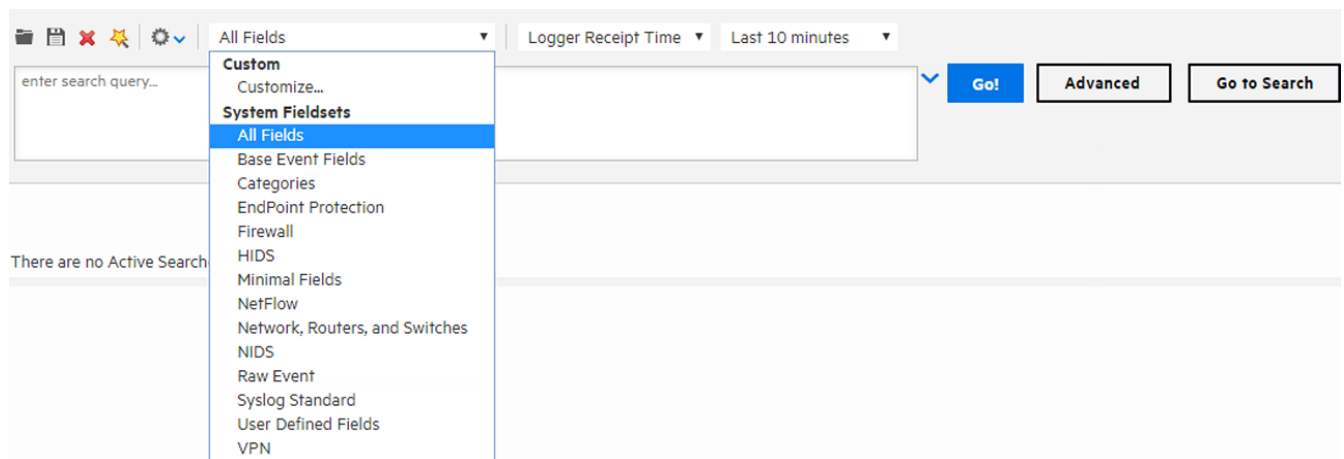 All Fields ▼ Logger Receipt Time ▼ Last 10 minutes ▼
enter search query...
Go! Advanced Go to Search
Custom
Customize...
System Fieldsets
All Fields
Base Event Fields
Categories
EndPoint Protection
Firewall
HIDS
There are no Active Search
Minimal Fields
NetFlow
Network, Routers, and Switches
NIDS
Raw Event
Syslog Standard
User Defined Fields
VPN